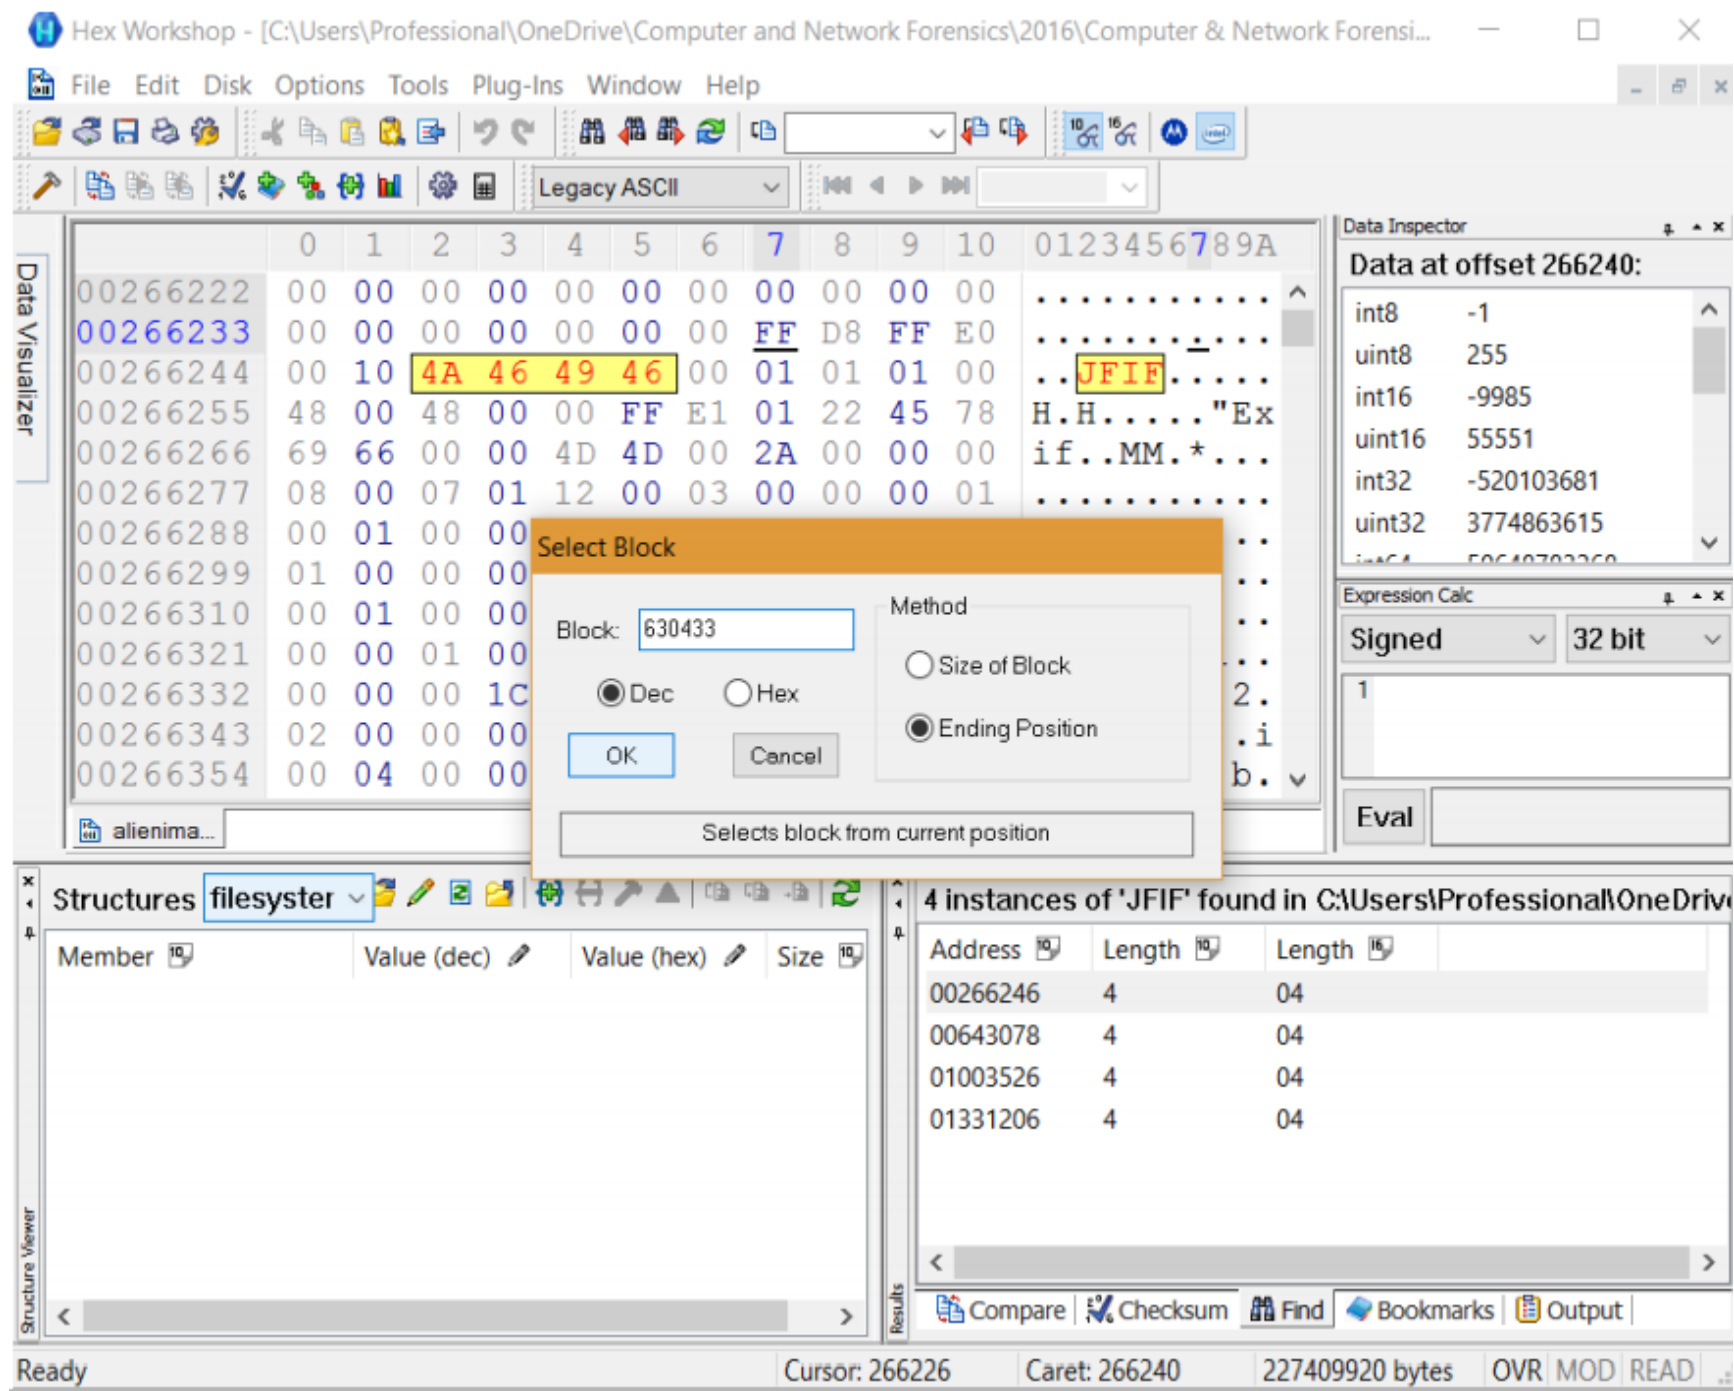 Hex Workshop - [C:\Users\Professional\OneDrive\Computer and Network Forensics\2016\Computer & Network Forensi...
File Edit Disk Options Tools Plug-Ins Window Help
Legacy ASCII
Data Visualizer
0 1 2 3 4 5 6 7 8 9 10 0123456789A
00266222 00 00 00 00 00 00 00 00 00 00 00 ...........
00266233 00 00 00 00 00 00 00 FF D8 FF E0 ...........
00266244 00 10 4A 46 49 46 00 01 01 01 00 ..JFIF.....
00266255 48 00 48 00 00 FF E1 01 22 45 78 H.H....."Ex
00266266 69 66 00 00 4D 4D 00 2A 00 00 00 if..MM.*...
00266277 08 00 07 01 12 00 03 00 00 00 01 ...........
00266288 00 01 00 00 ..
00266299 01 00 00 00 ..
00266310 00 01 00 00 ..
00266321 00 00 01 00 ..
00266332 00 00 00 1C 2.
00266343 02 00 00 00 .i
00266354 00 04 00 00 b.
alienima...
Select Block
Block: 630433
Dec Hex
OK Cancel
Method
Size of Block
Ending Position
Selects block from current position
Data Inspector
Data at offset 266240:
int8 -1
uint8 255
int16 -9985
uint16 55551
int32 -520103681
uint32 3774863615
Expression Calc
Signed 32 bit
1
Eval
Structures filesyster
Member Value (dec) Value (hex) Size
Structure Viewer
4 instances of 'JFIF' found in C:\Users\Professional\OneDriv
Address Length Length
00266246 4 04
00643078 4 04
01003526 4 04
01331206 4 04
Results
Compare Checksum Find Bookmarks Output
Ready Cursor: 266226 Caret: 266240 227409920 bytes OVR MOD READ